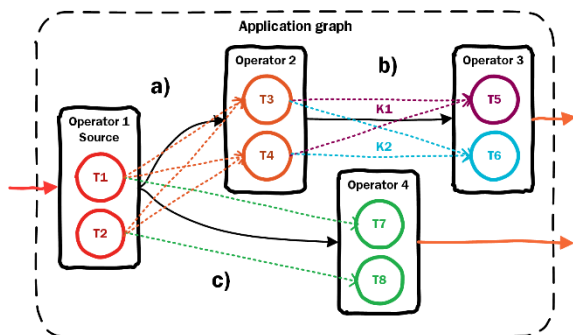 Application graph
a)
Operator 1
Source
T1
T2
Operator 2
T3
T4
b)
K1
K2
Operator 3
T5
T6
c)
Operator 4
T7
T8